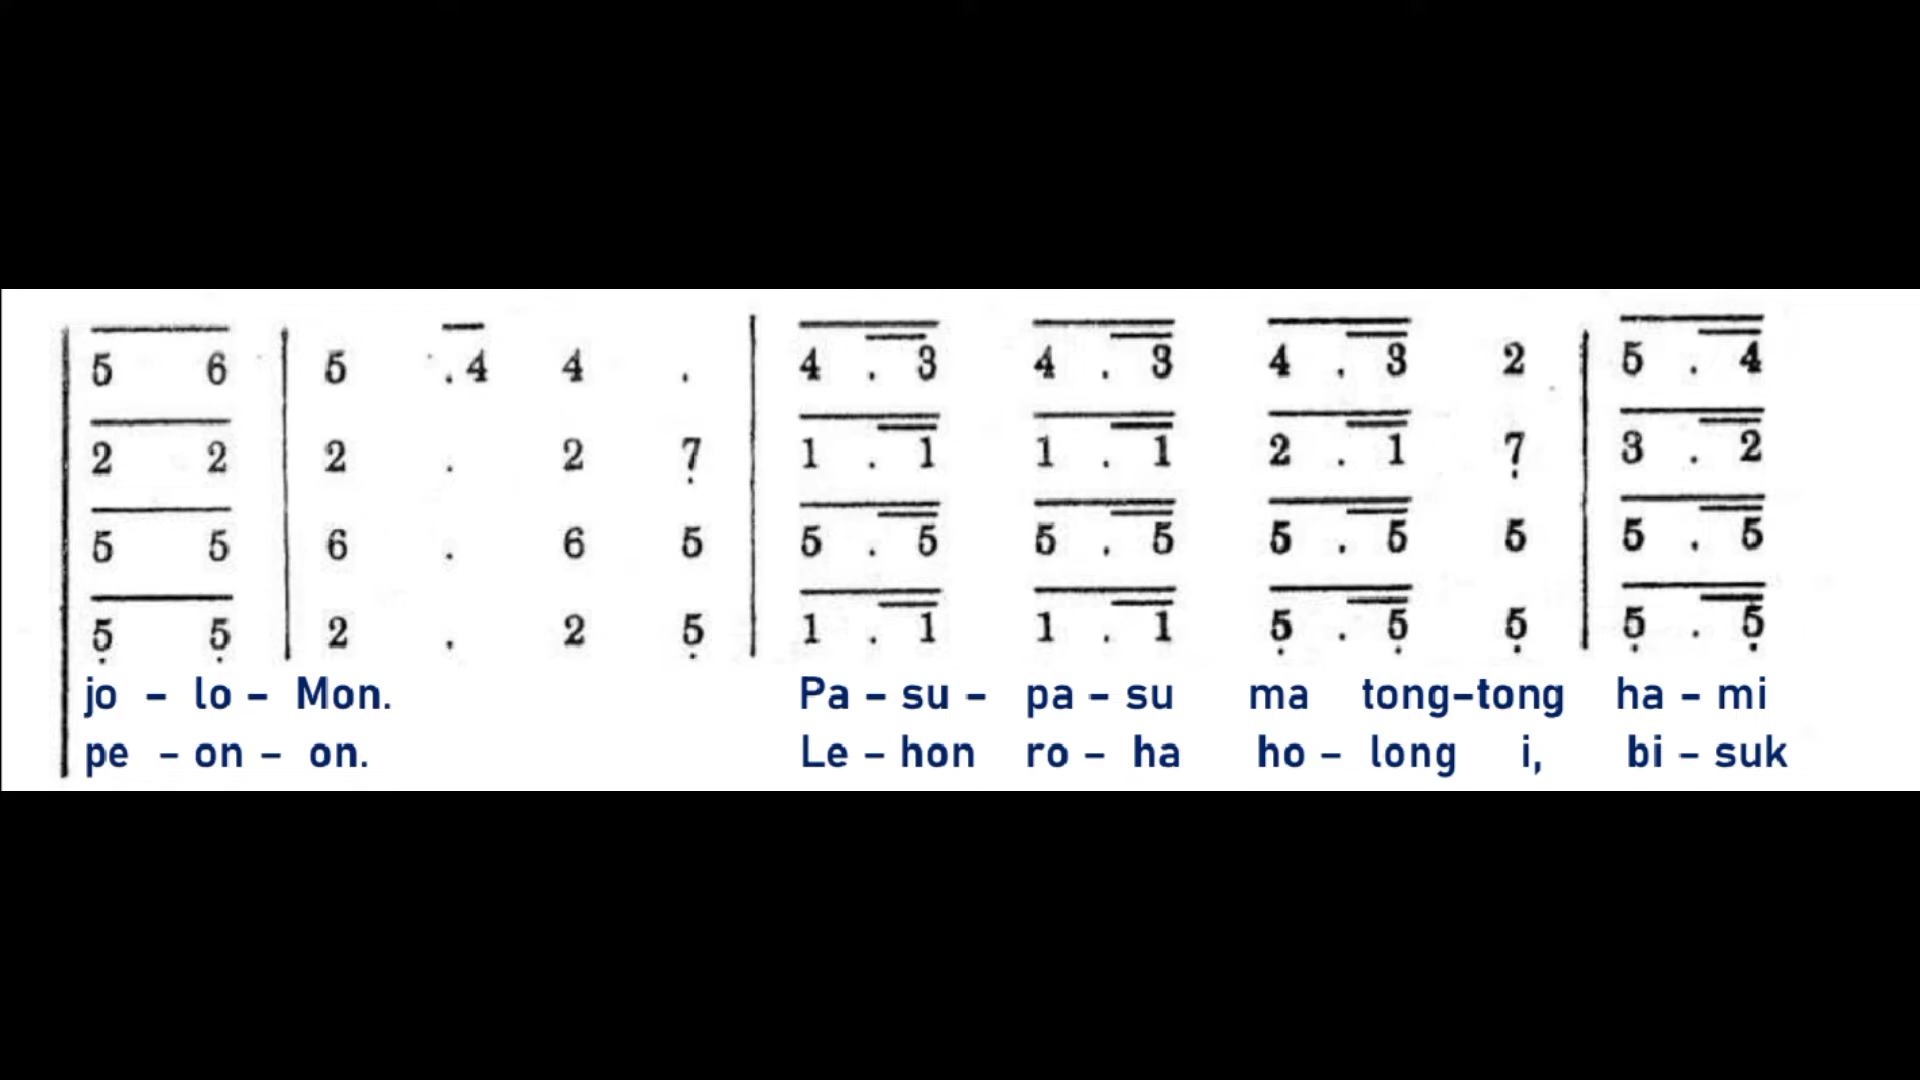 5 6 | 5 . 4 4 . | 4 . 3 4 . 3 4 . 3 2 | 5 . 4
2 2 | 2 . 2 7̣ | 1 . 1 1 . 1 2 . 1 7̣ | 3 . 2
5 5 | 6 . 6 5 | 5 . 5 5 . 5 5 . 5 5 | 5 . 5
5̣ 5̣ | 2 . 2 5̣ | 1 . 1 1 . 1 5̣ . 5̣ 5̣ | 5̣ . 5̣
jo – lo – Mon. Pa – su – pa – su ma tong–tong ha – mi
pe – on – on. Le – hon ro – ha ho – long i, bi – suk